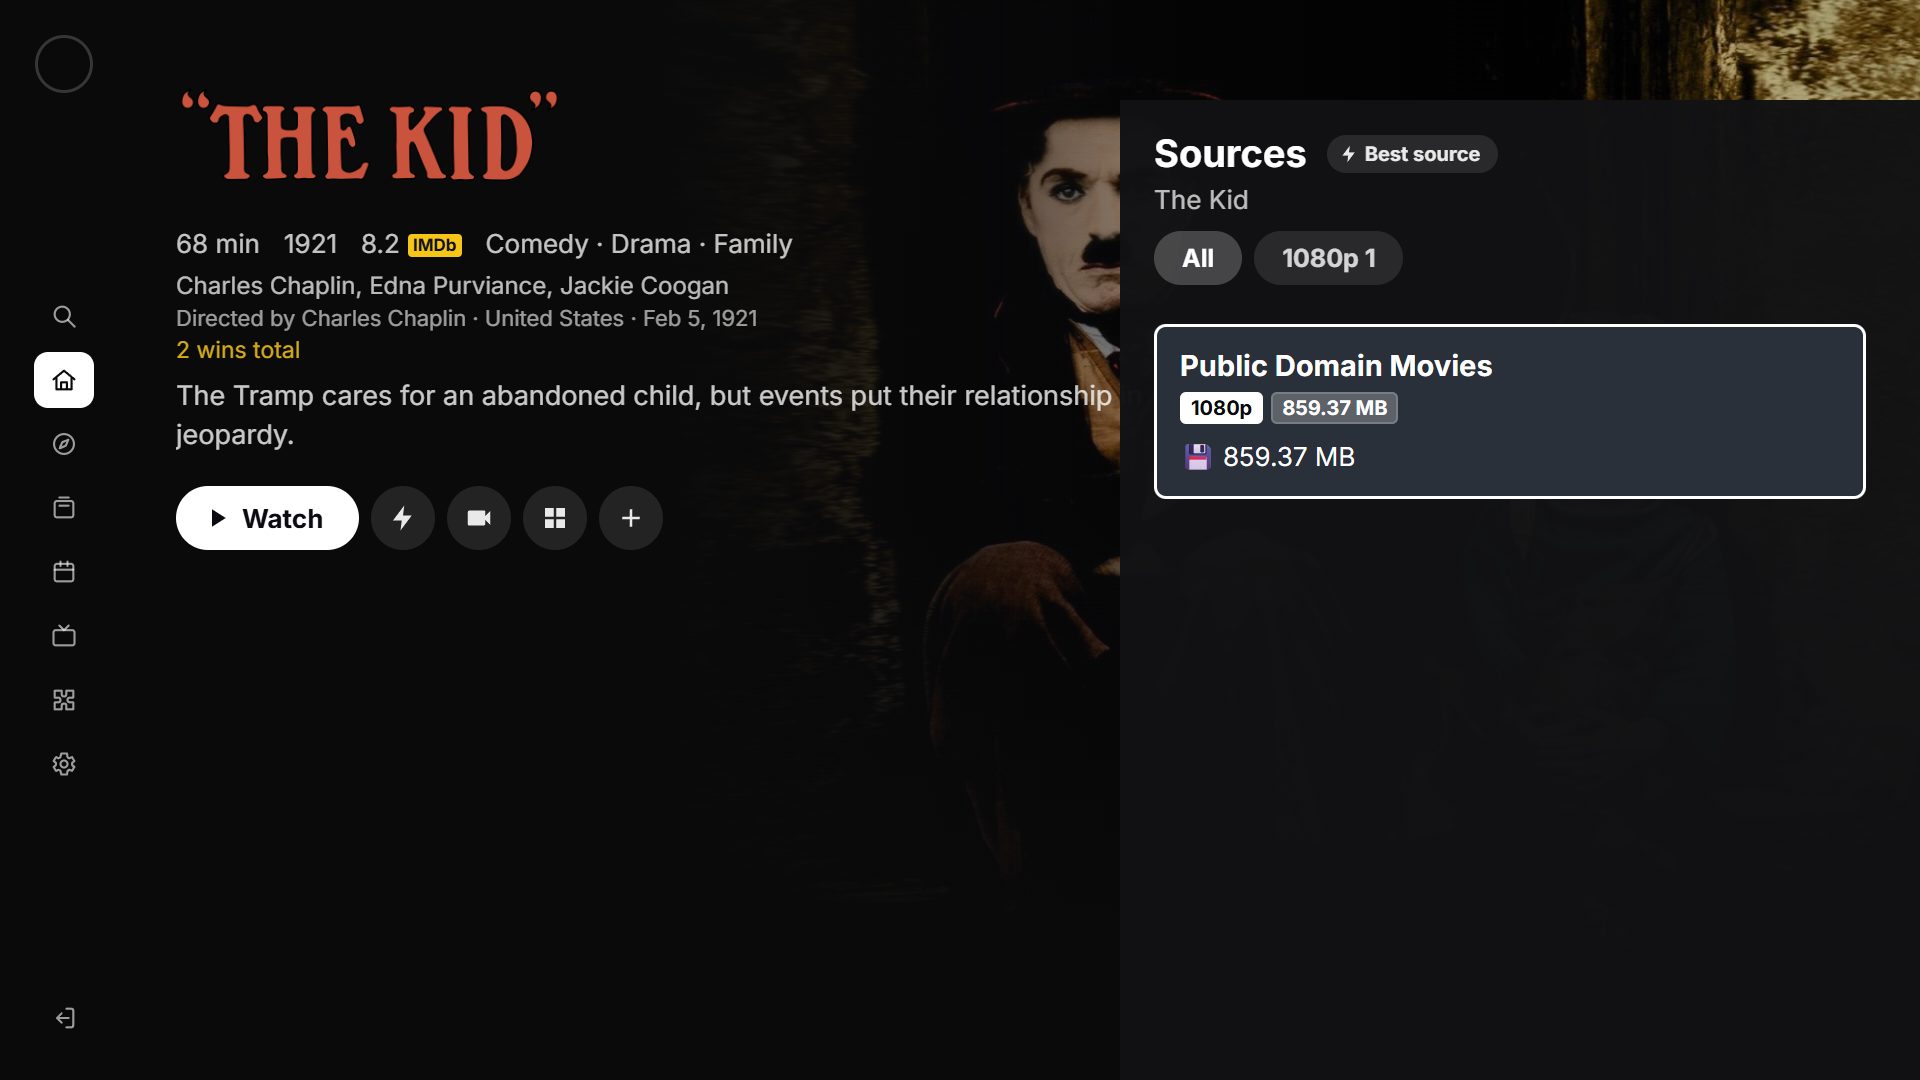 “THE KID”
68 min 1921 8.2 IMDb Comedy · Drama · Family
Charles Chaplin, Edna Purviance, Jackie Coogan
Directed by Charles Chaplin · United States · Feb 5, 1921
2 wins total
The Tramp cares for an abandoned child, but events put their relationship
jeopardy.
Watch
Sources
Best source
The Kid
All
1080p 1
Public Domain Movies
1080p 859.37 MB
859.37 MB